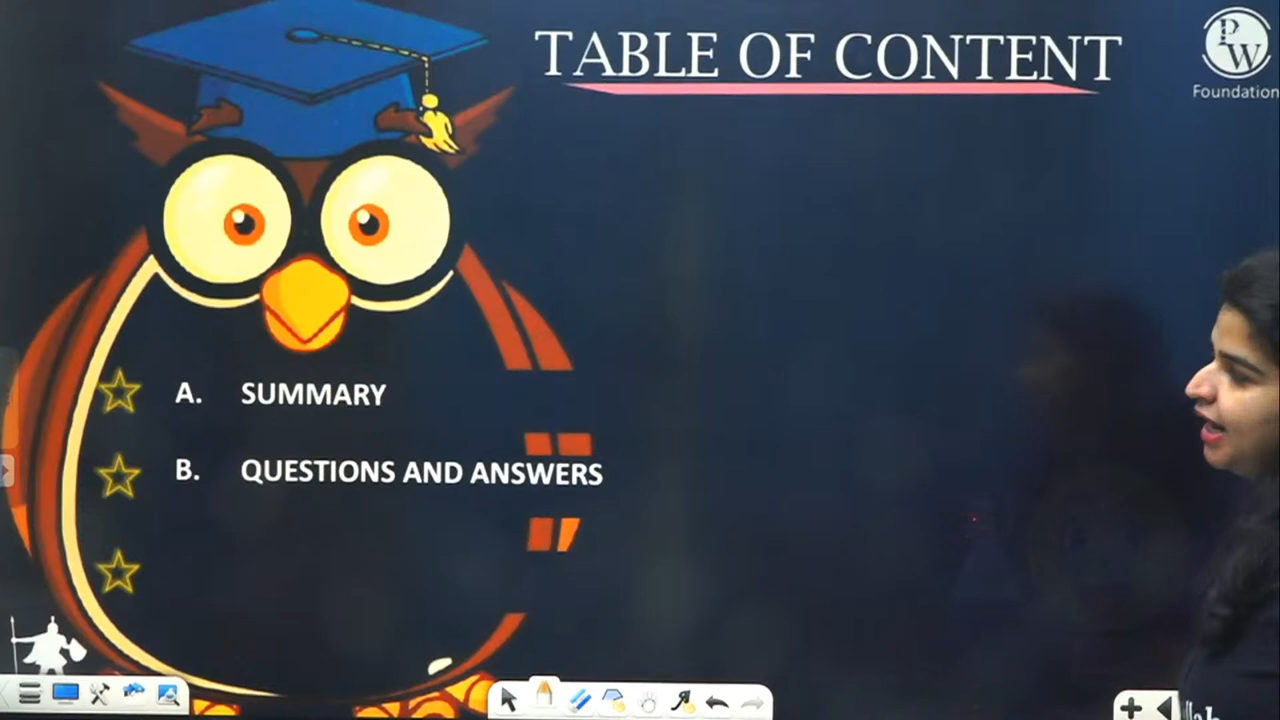 TABLE OF CONTENT
PW
Foundation
A. SUMMARY
B. QUESTIONS AND ANSWERS